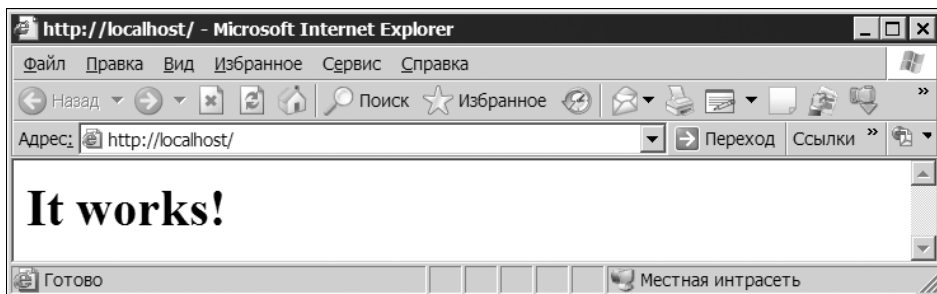 http://localhost/ - Microsoft Internet Explorer
Файл Правка Вид Избранное Сервис Справка
Назад Поиск Избранное »
Адрес: http://localhost/ Переход Ссылки »
It works!
Готово Местная интрасеть